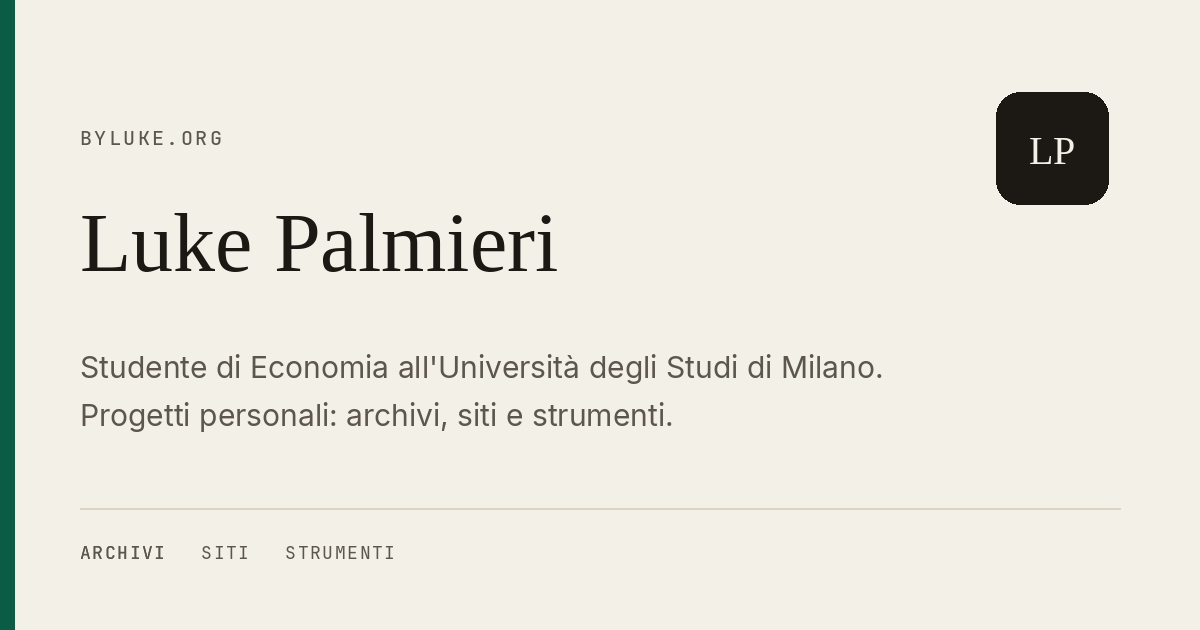 BYLUKE.ORG
LP
Luke Palmieri
Studente di Economia all'Università degli Studi di Milano.
Progetti personali: archivi, siti e strumenti.
ARCHIVI SITI STRUMENTI